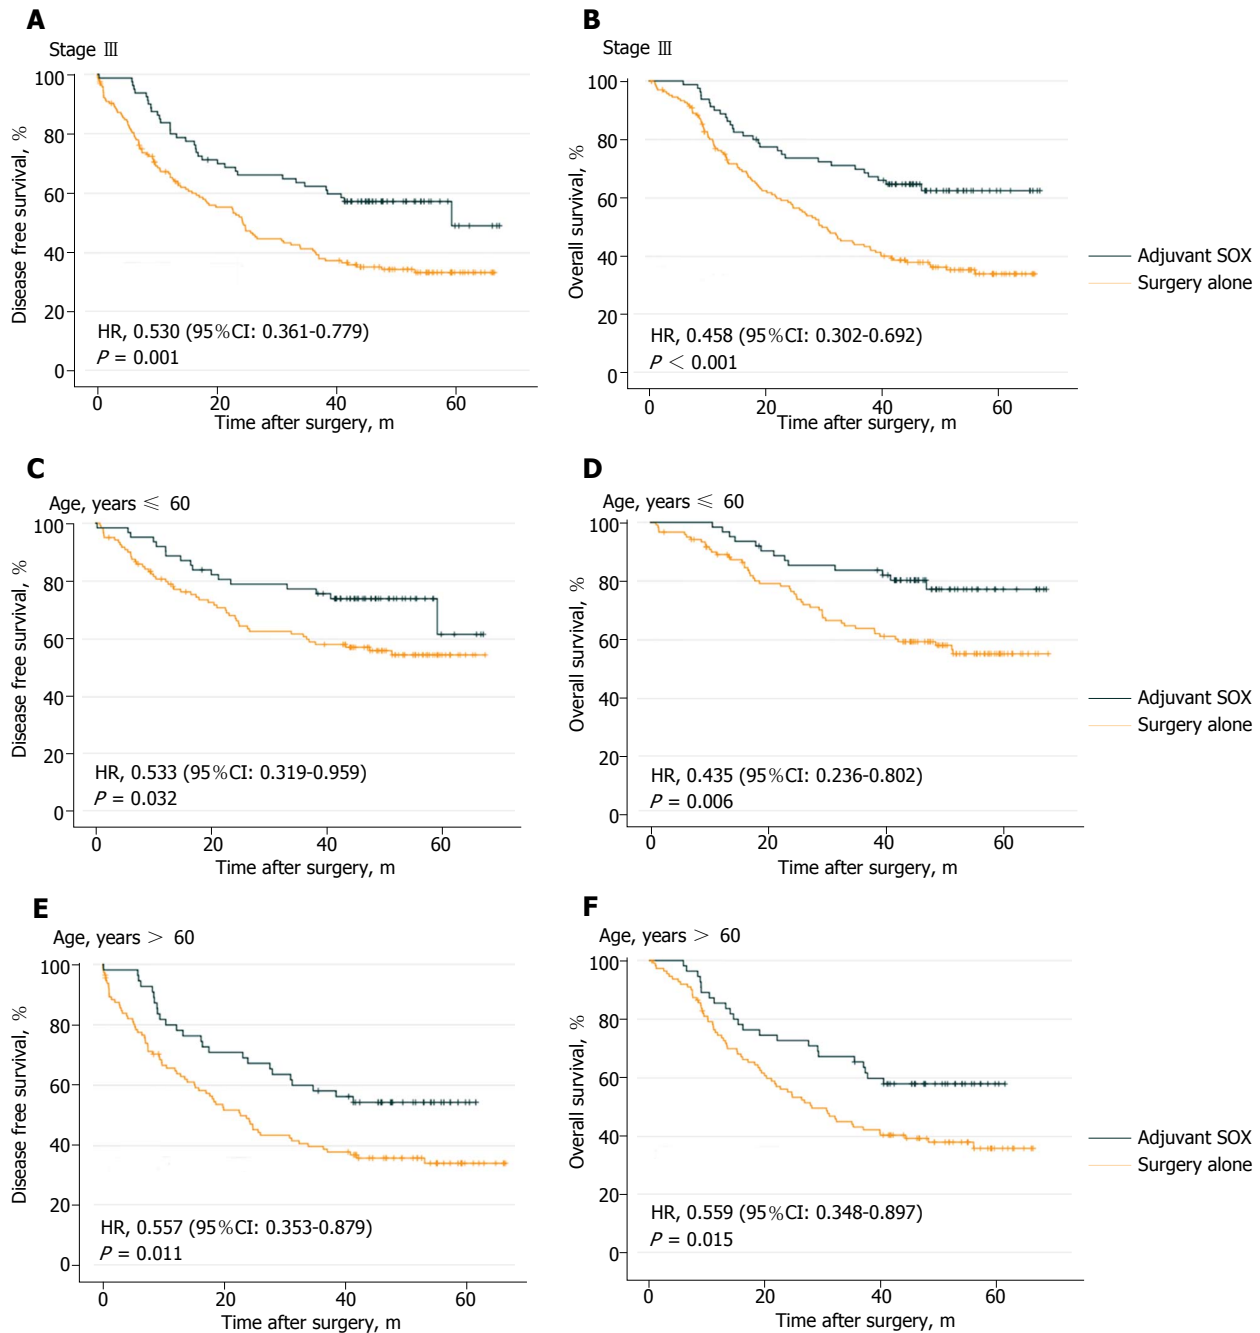 A
Stage Ⅲ
100
80
60
40
20
0
Disease free survival, %
HR, 0.530 (95%CI: 0.361-0.779)
P = 0.001
0 20 40 60
Time after surgery, m
B
Stage Ⅲ
100
80
60
40
20
0
Overall survival, %
HR, 0.458 (95%CI: 0.302-0.692)
P < 0.001
0 20 40 60
Time after surgery, m
Adjuvant SOX
Surgery alone
C
Age, years ≤ 60
100
80
60
40
20
0
Disease free survival, %
HR, 0.533 (95%CI: 0.319-0.959)
P = 0.032
0 20 40 60
Time after surgery, m
D
Age, years ≤ 60
100
80
60
40
20
0
Overall survival, %
HR, 0.435 (95%CI: 0.236-0.802)
P = 0.006
0 20 40 60
Time after surgery, m
Adjuvant SOX
Surgery alone
E
Age, years > 60
100
80
60
40
20
0
Disease free survival, %
HR, 0.557 (95%CI: 0.353-0.879)
P = 0.011
0 20 40 60
Time after surgery, m
F
Age, years > 60
100
80
60
40
20
0
Overall survival, %
HR, 0.559 (95%CI: 0.348-0.897)
P = 0.015
0 20 40 60
Time after surgery, m
Adjuvant SOX
Surgery alone